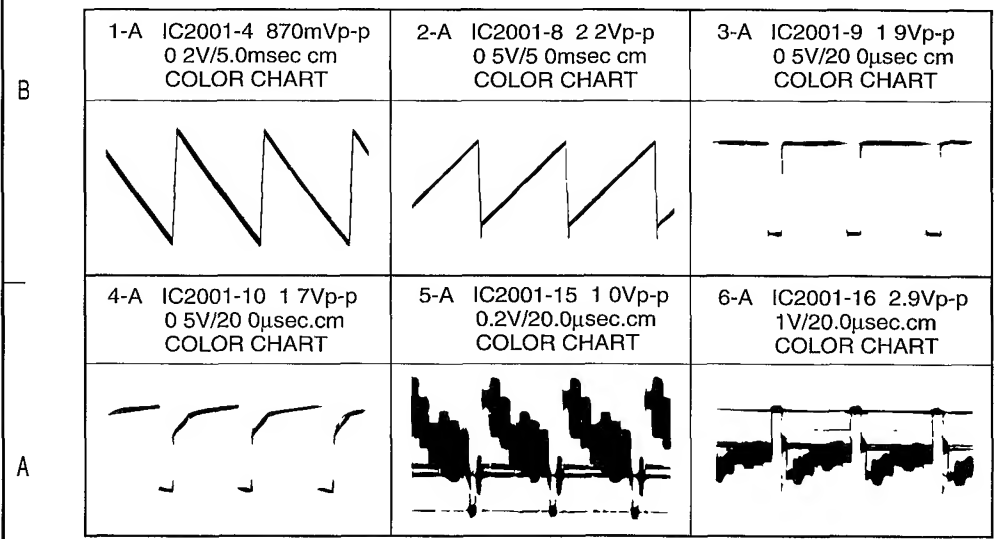 B
1-A IC2001-4 870mVp-p
0 2V/5.0msec cm
COLOR CHART
2-A IC2001-8 2 2Vp-p
0 5V/5 0msec cm
COLOR CHART
3-A IC2001-9 1 9Vp-p
0 5V/20 0μsec cm
COLOR CHART
A
4-A IC2001-10 1 7Vp-p
0 5V/20 0μsec.cm
COLOR CHART
5-A IC2001-15 1 0Vp-p
0.2V/20.0μsec.cm
COLOR CHART
6-A IC2001-16 2.9Vp-p
1V/20.0μsec.cm
COLOR CHART